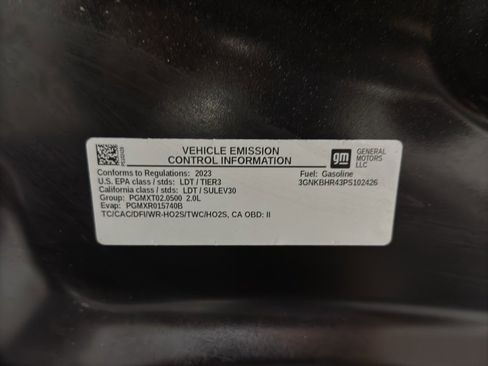 VEHICLE EMISSION
CONTROL INFORMATION
gm GENERAL
MOTORS
LLC
Conforms to Regulations: 2023
Fuel: Gasoline
U.S. EPA class / stds: LDT / TIER3
3GNKBHR43PS102426
California class / stds: LDT / SULEV30
Group: PGMXT02.0500 2.0L
Evap: PGMXR015740B
TC/CAC/DFI/WR-HO2S/TWC/HO2S, CA OBD: II